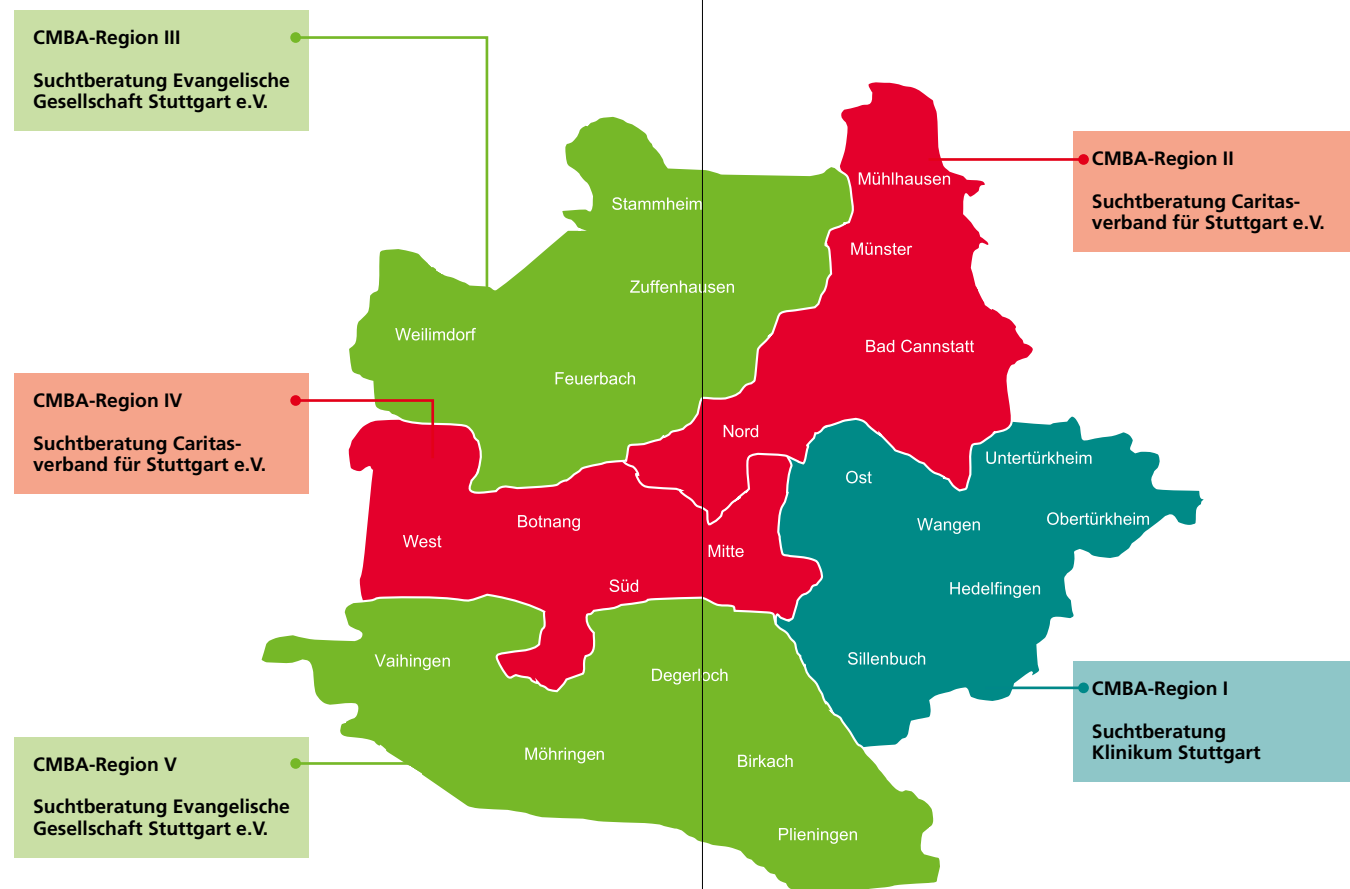 CMBA-Region III
Suchtberatung Evangelische
Gesellschaft Stuttgart e.V.
CMBA-Region II
Suchtberatung Caritas-
verband für Stuttgart e.V.
Mühlhausen
Stammheim
Münster
Zuffenhausen
Weilimdorf
Bad Cannstatt
Feuerbach
CMBA-Region IV
Suchtberatung Caritas-
verband für Stuttgart e.V.
Nord
Untertürkheim
Ost
Botnang
Wangen
Obertürkheim
West
Mitte
Süd
Hedelfingen
Vaihingen
Sillenbuch
Degerloch
CMBA-Region I
Suchtberatung
Klinikum Stuttgart
Möhringen
Birkach
CMBA-Region V
Suchtberatung Evangelische
Gesellschaft Stuttgart e.V.
Plieningen